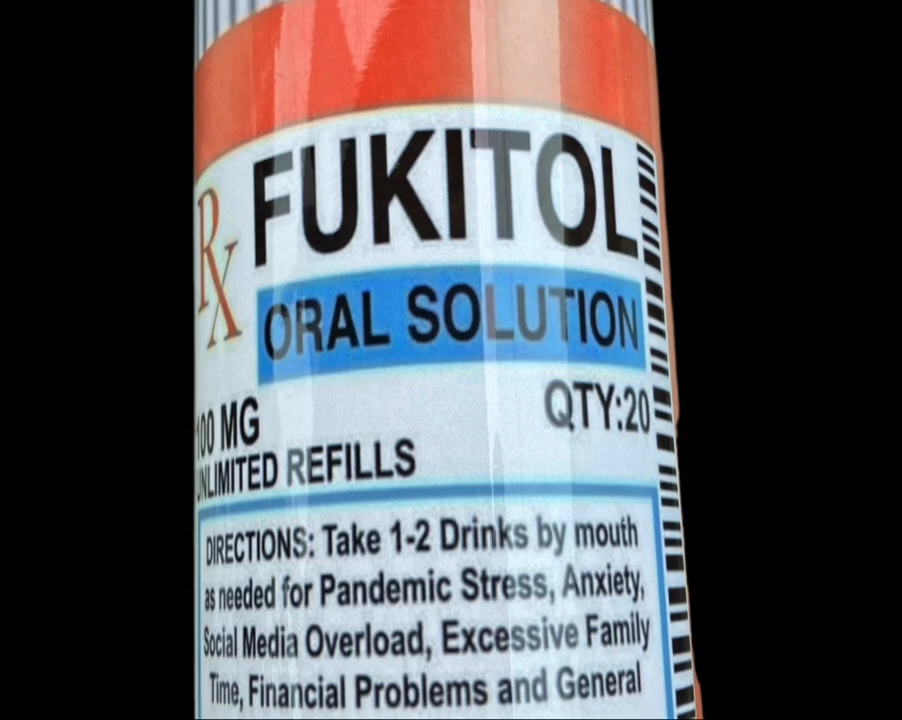 Rx FUKITOL
ORAL SOLUTION
100 MG QTY:20
UNLIMITED REFILLS
DIRECTIONS: Take 1-2 Drinks by mouth
as needed for Pandemic Stress, Anxiety,
Social Media Overload, Excessive Family
Time, Financial Problems and General